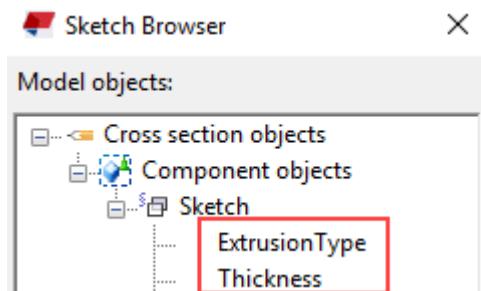 Sketch Browser
Model objects:
Cross section objects
Component objects
§ Sketch
ExtrusionType
Thickness